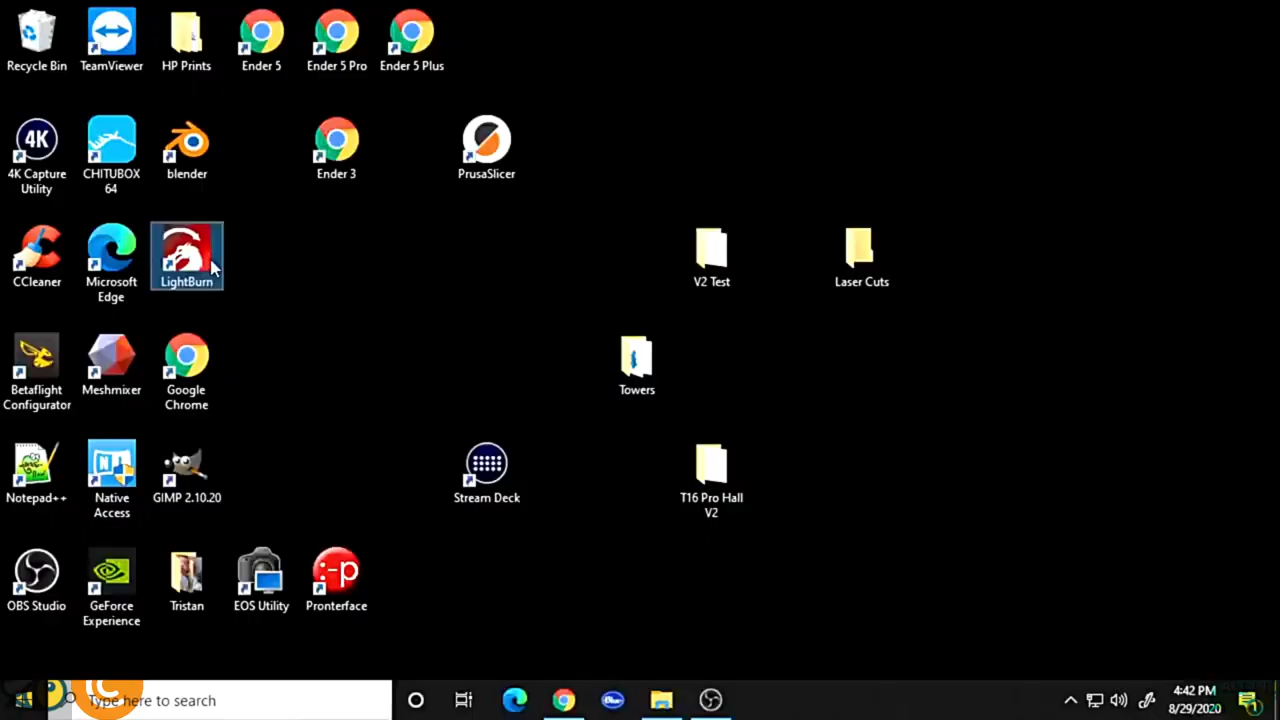 Recycle Bin
TeamViewer
HP Prints
Ender 5
Ender 5 Pro
Ender 5 Plus
4K
4K Capture
Utility
CHITUBOX
64
blender
Ender 3
PrusaSlicer
CCleaner
Microsoft
Edge
LightBurn
V2 Test
Laser Cuts
Betaflight
Configurator
Meshmixer
Google
Chrome
Towers
Notepad++
Native
Access
GIMP 2.10.20
Stream Deck
T16 Pro Hall
V2
OBS Studio
GeForce
Experience
Tristan
EOS Utility
:-p
Pronterface
Type here to search
4:42 PM
8/29/2020
1